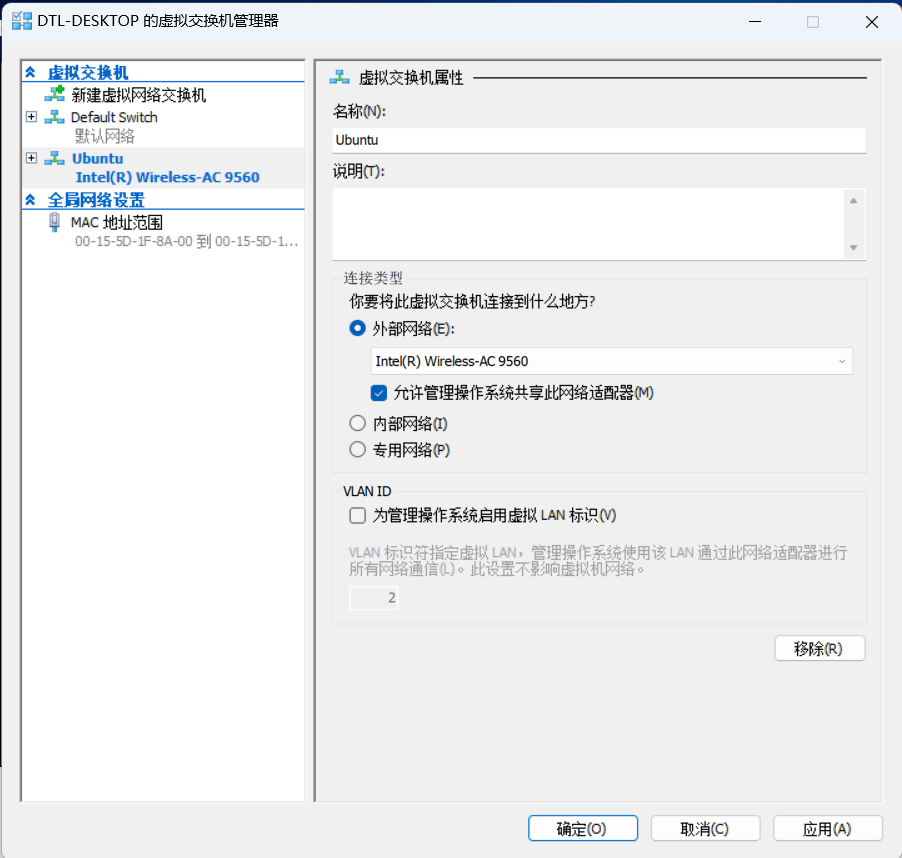 DTL-DESKTOP 的虚拟交换机管理器
虚拟交换机
新建虚拟网络交换机
Default Switch
默认网络
Ubuntu
Intel(R) Wireless-AC 9560
全局网络设置
MAC 地址范围
00-15-5D-1F-8A-00 到 00-15-5D-1...
虚拟交换机属性
名称(N):
Ubuntu
说明(T):
连接类型
你要将此虚拟交换机连接到什么地方?
外部网络(E):
Intel(R) Wireless-AC 9560
允许管理操作系统共享此网络适配器(M)
内部网络(I)
专用网络(P)
VLAN ID
为管理操作系统启用虚拟 LAN 标识(V)
VLAN 标识符指定虚拟 LAN，管理操作系统使用该 LAN 通过此网络适配器进行
所有网络通信(L)。此设置不影响虚拟机网络。
2
移除(R)
确定(O)
取消(C)
应用(A)